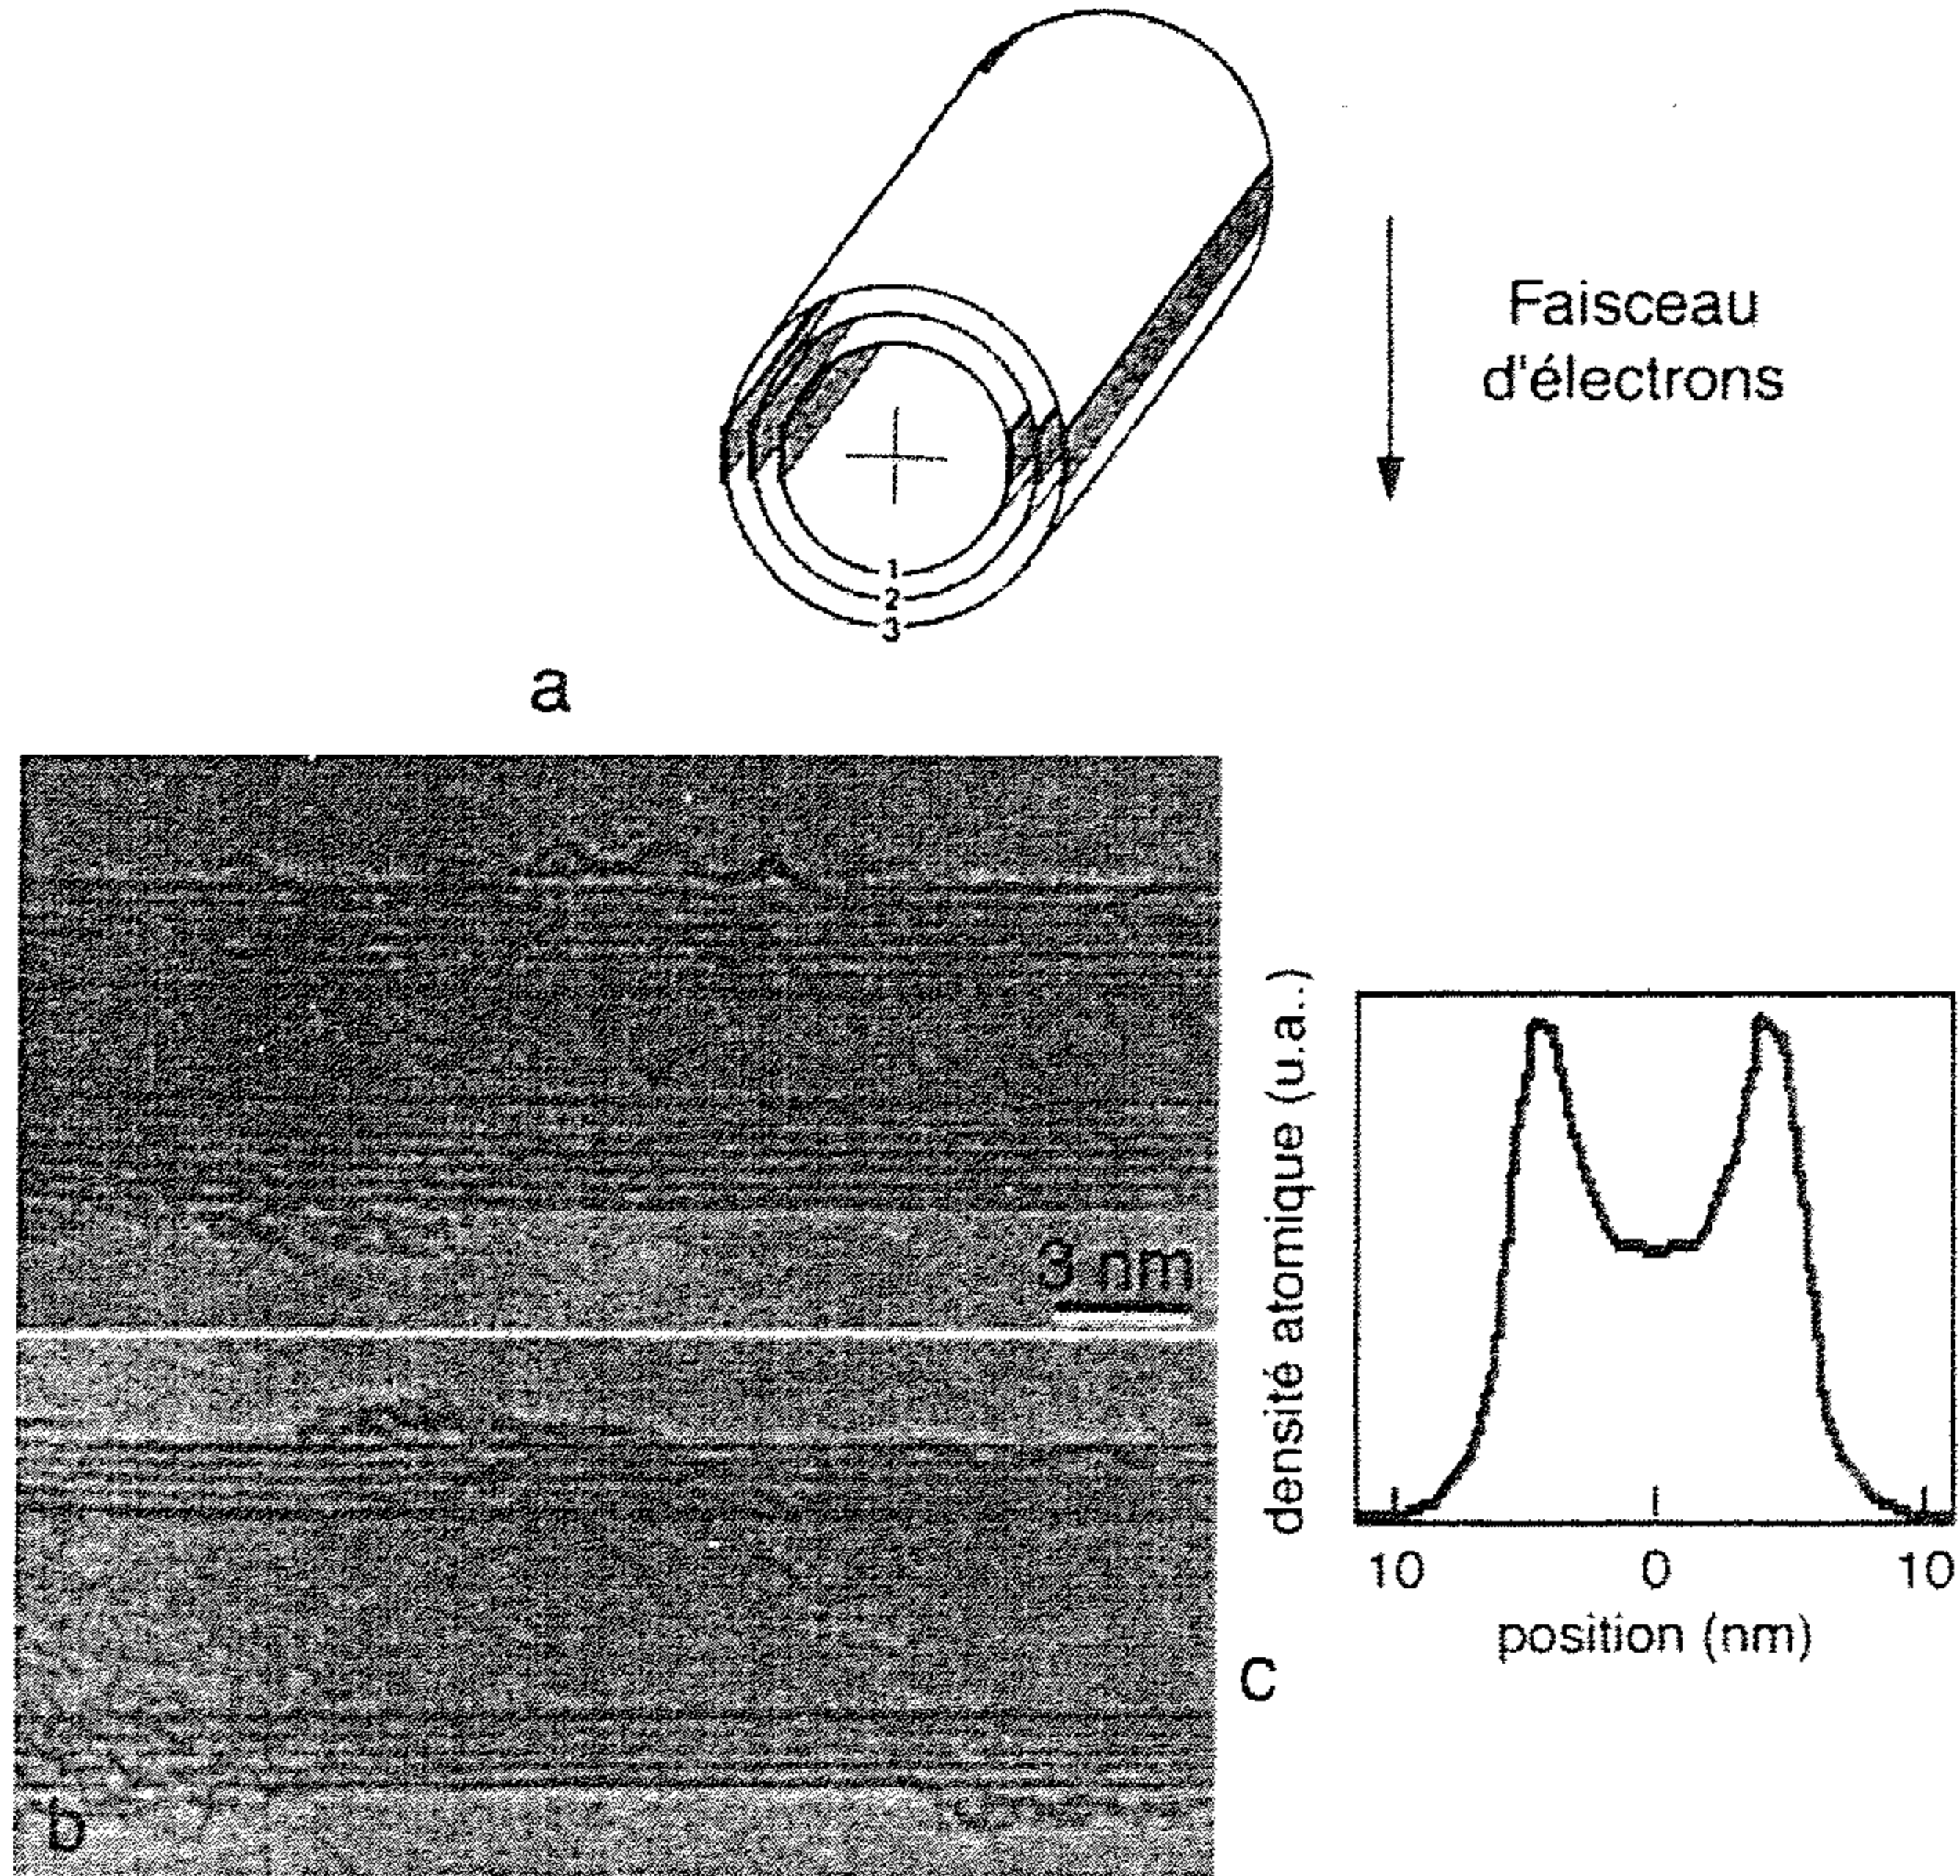 Faisceau
d'électrons
1
2
3
a
3 nm
b
densité atomique (u.a..)
10 0 10
position (nm)
c